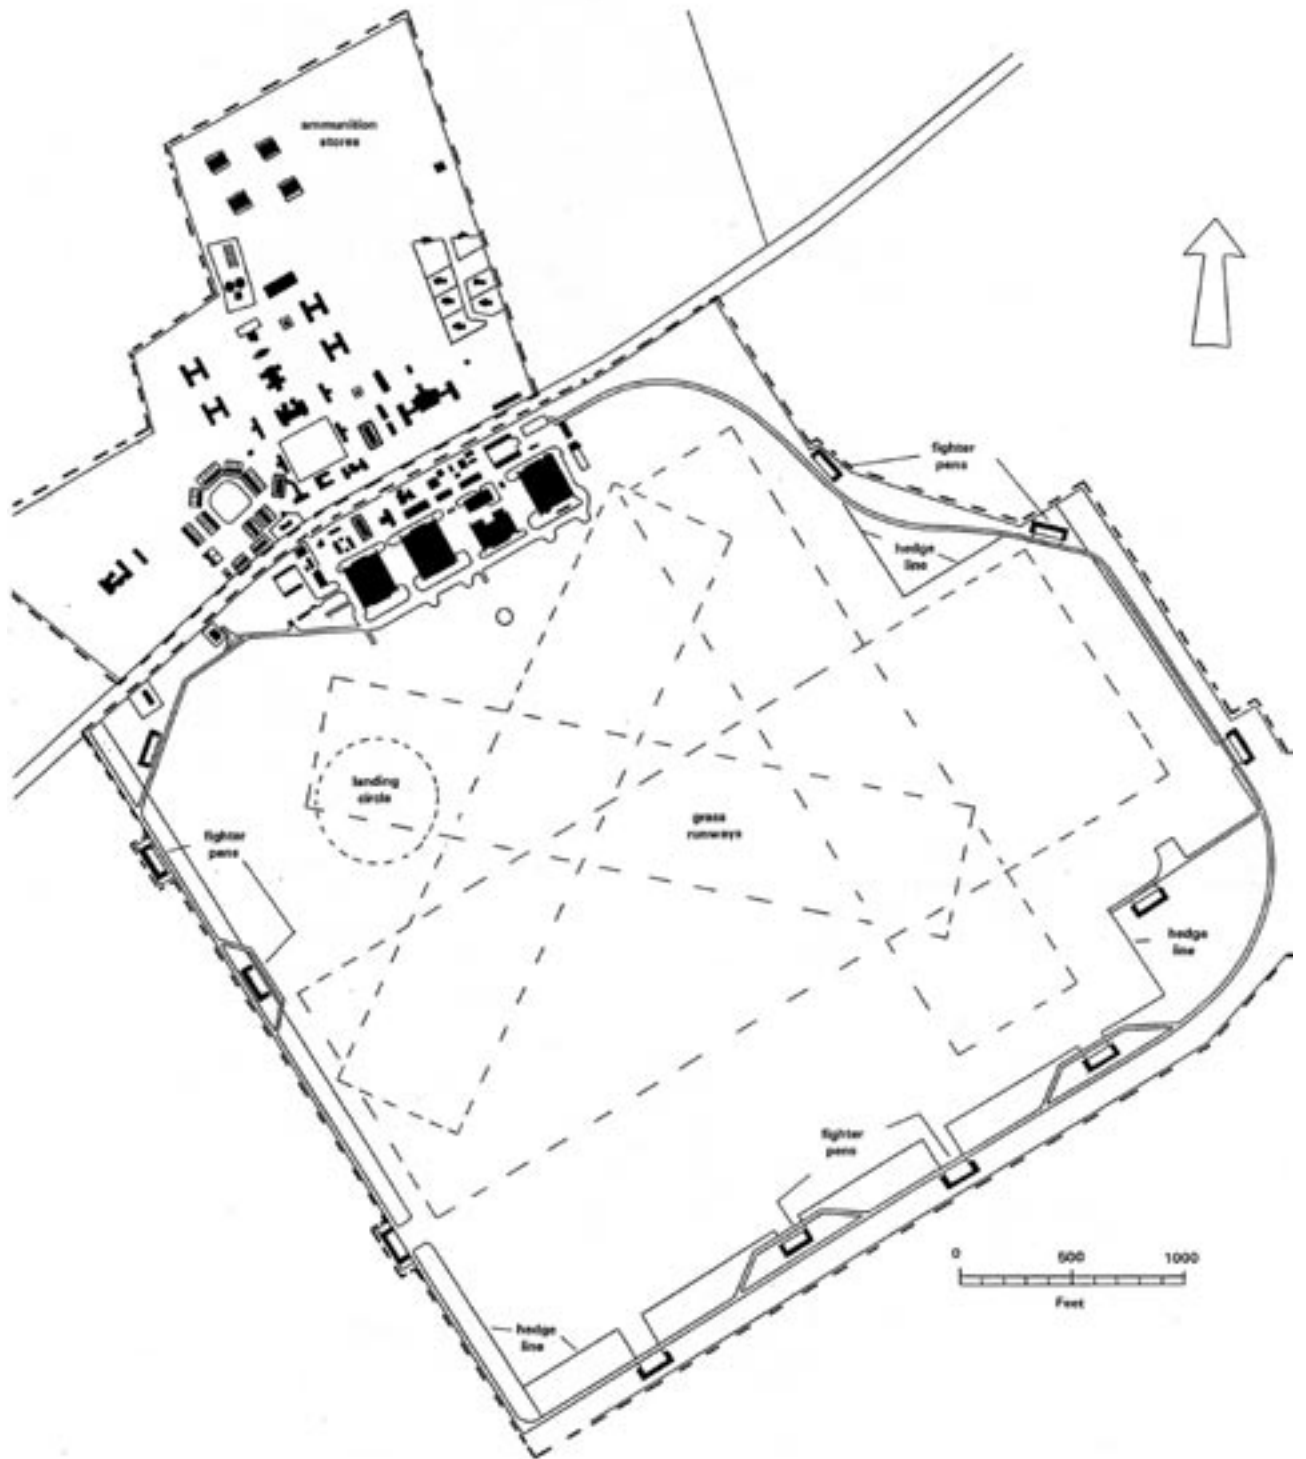 ammunition
stores
fighter
pens
hedge
line
landing
circle
grass
runways
fighter
pens
hedge
line
fighter
pens
0 500 1000
Feet
hedge
line